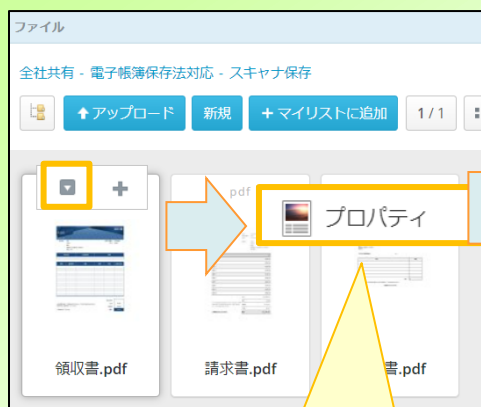 ファイル
全社共有 - 電子帳簿保存法対応 - スキャナ保存
アップロード 新規 + マイリストに追加 1 / 1
pdf
プロパティ
領収書.pdf 請求書.pdf 書.pdf